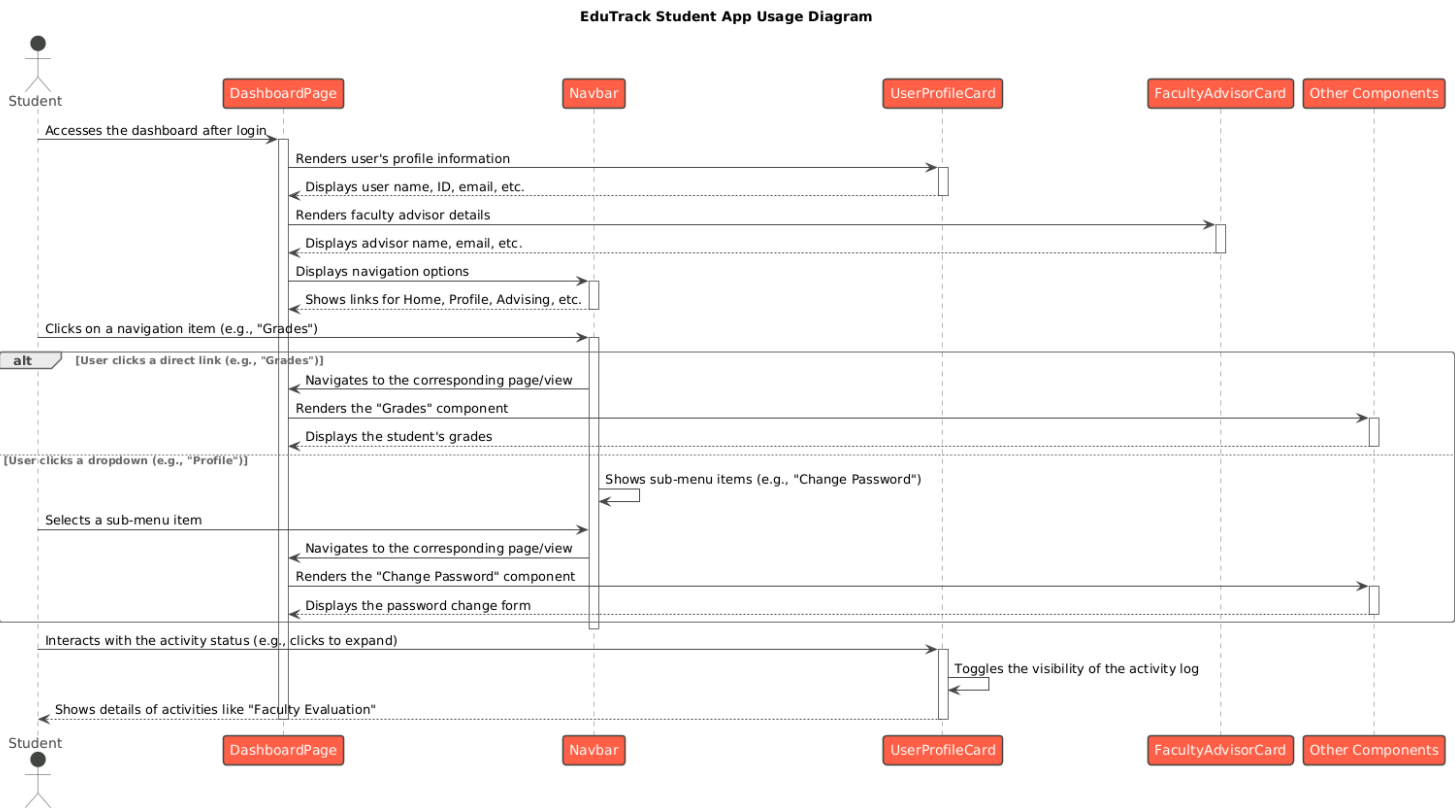 EduTrack Student App Usage Diagram
Student
DashboardPage
Navbar
UserProfileCard
FacultyAdvisorCard
Other Components
Accesses the dashboard after login
Renders user's profile information
Displays user name, ID, email, etc.
Renders faculty advisor details
Displays advisor name, email, etc.
Displays navigation options
Shows links for Home, Profile, Advising, etc.
Clicks on a navigation item (e.g., "Grades")
alt
[User clicks a direct link (e.g., "Grades")]
Navigates to the corresponding page/view
Renders the "Grades" component
Displays the student's grades
[User clicks a dropdown (e.g., "Profile")]
Shows sub-menu items (e.g., "Change Password")
Selects a sub-menu item
Navigates to the corresponding page/view
Renders the "Change Password" component
Displays the password change form
Interacts with the activity status (e.g., clicks to expand)
Toggles the visibility of the activity log
Shows details of activities like "Faculty Evaluation"
Student
DashboardPage
Navbar
UserProfileCard
FacultyAdvisorCard
Other Components